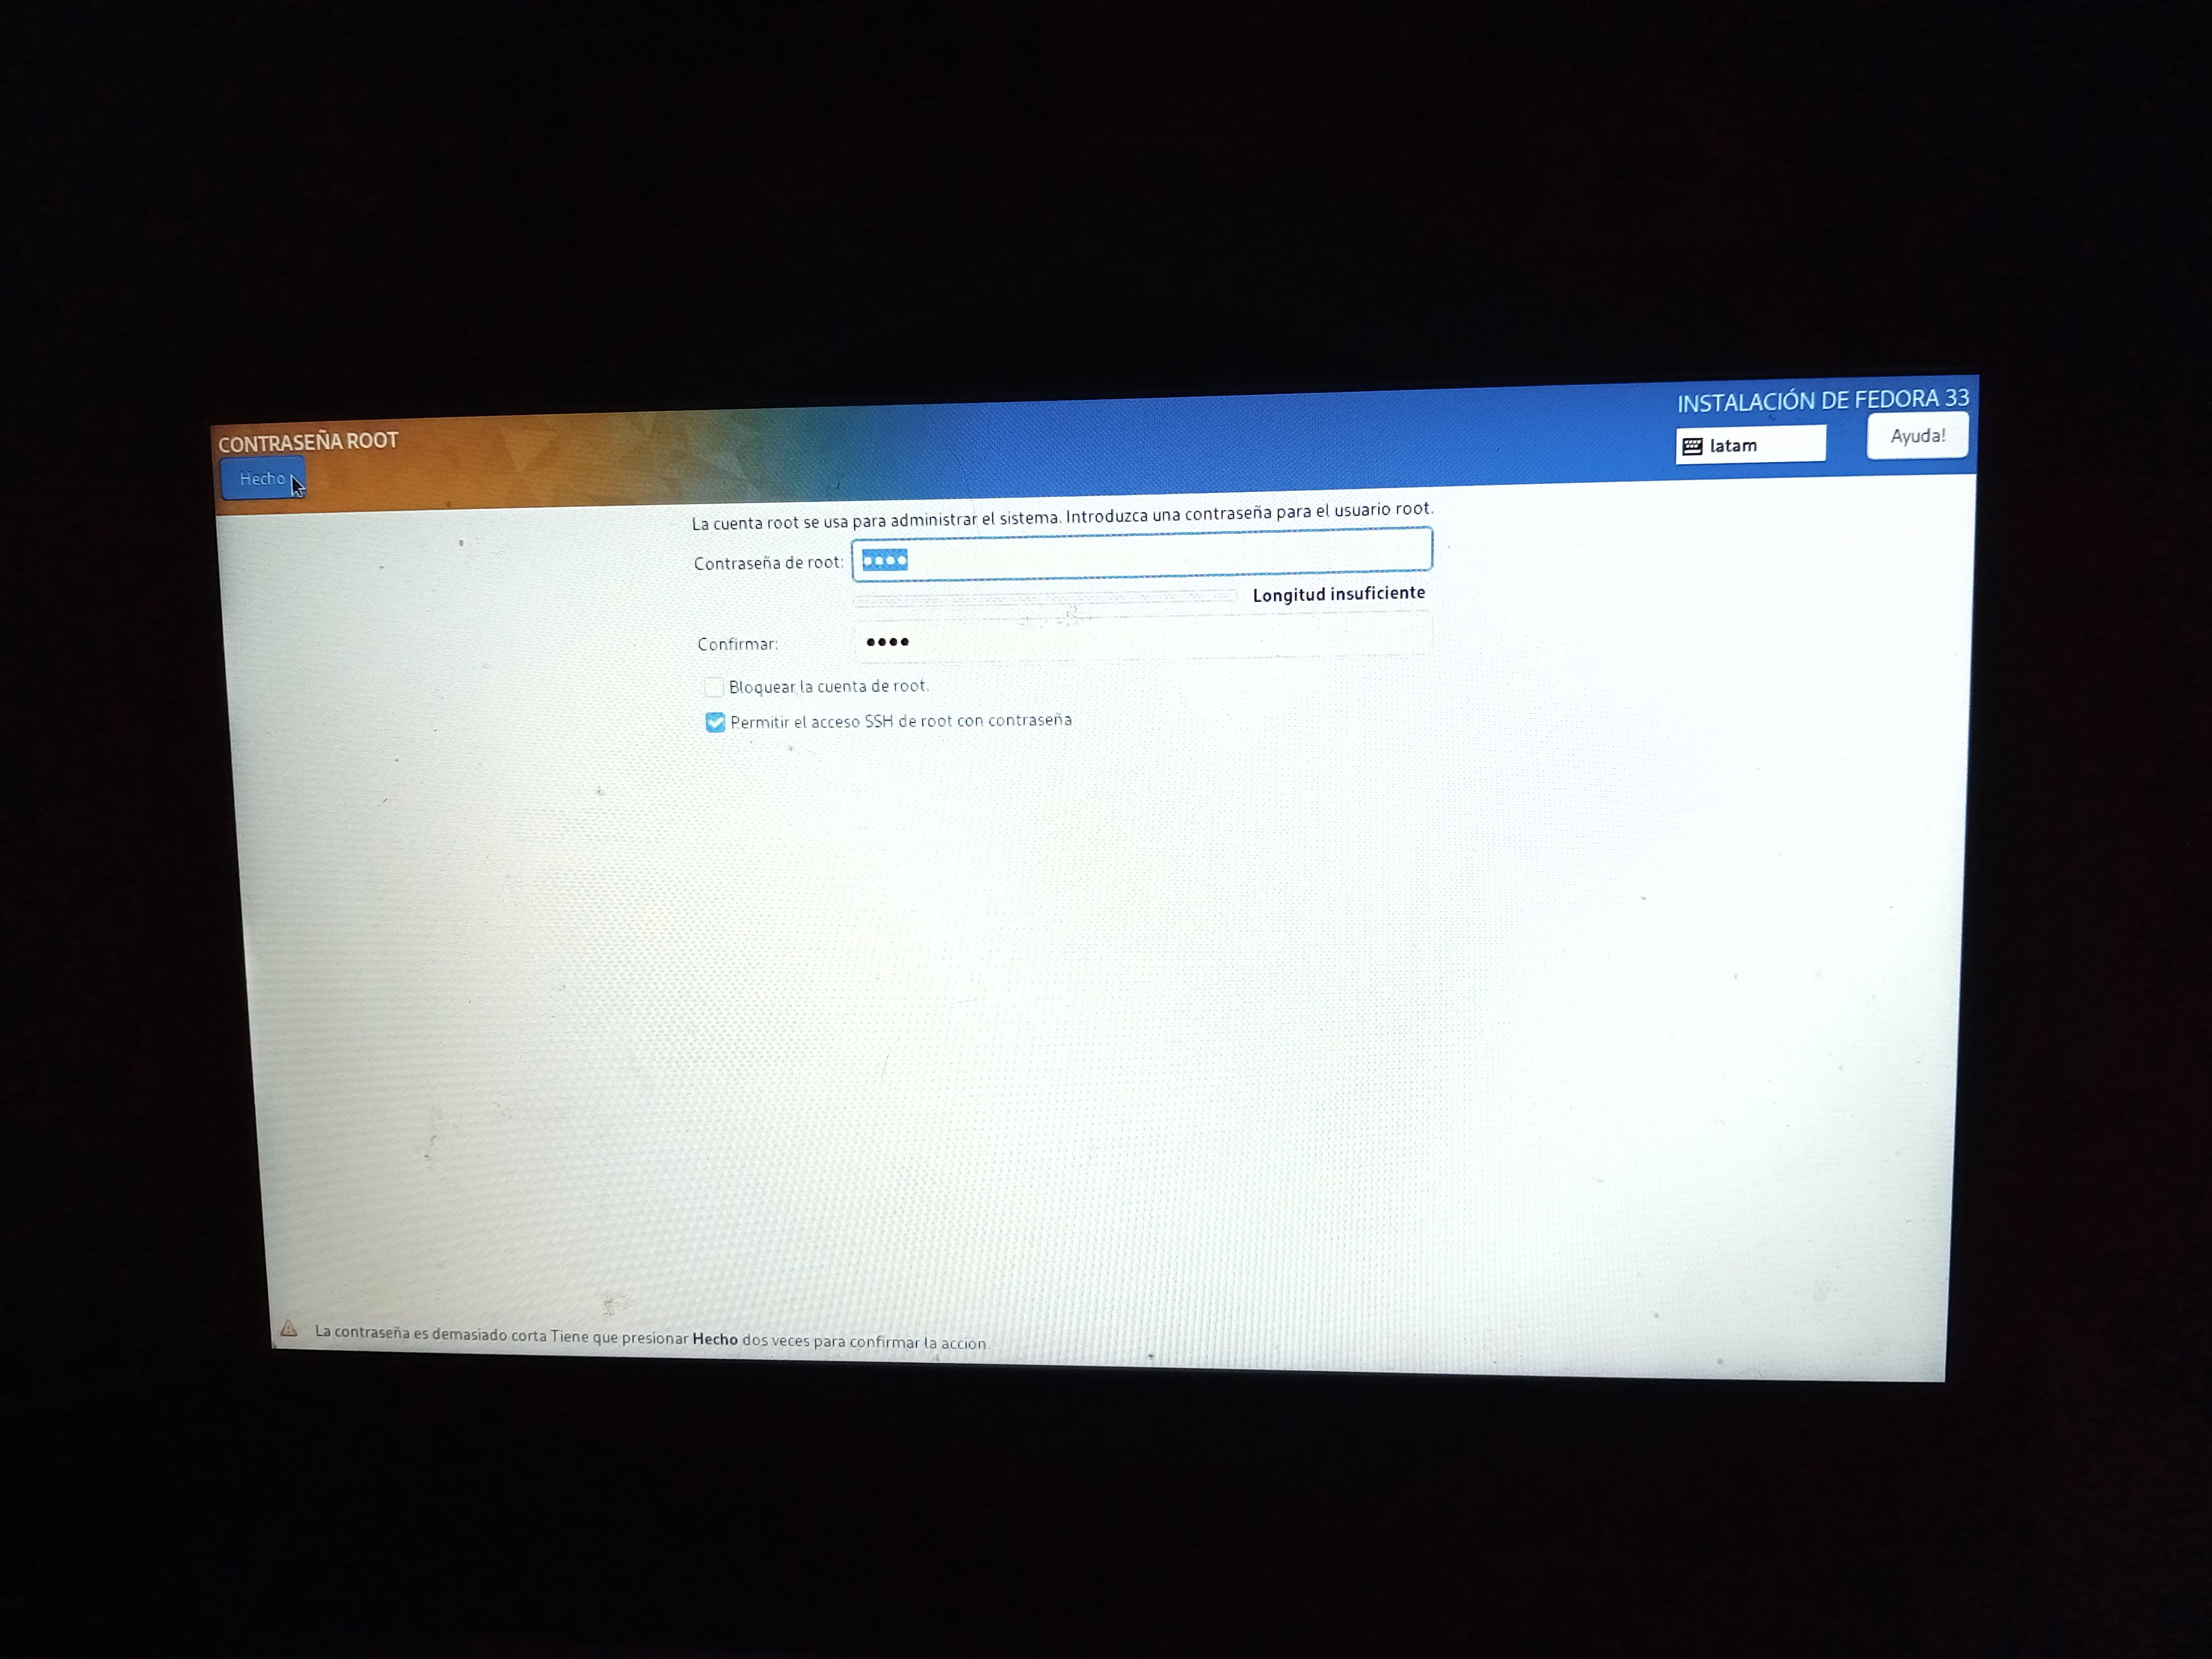 CONTRASEÑA ROOT
INSTALACIÓN DE FEDORA 33
Hecho
latam
Ayuda!
La cuenta root se usa para administrar el sistema. Introduzca una contraseña para el usuario root.
Contraseña de root: ••••
Longitud insuficiente
Confirmar: ••••
Bloquear la cuenta de root.
Permitir el acceso SSH de root con contraseña
La contraseña es demasiado corta Tiene que presionar Hecho dos veces para confirmar la acción.